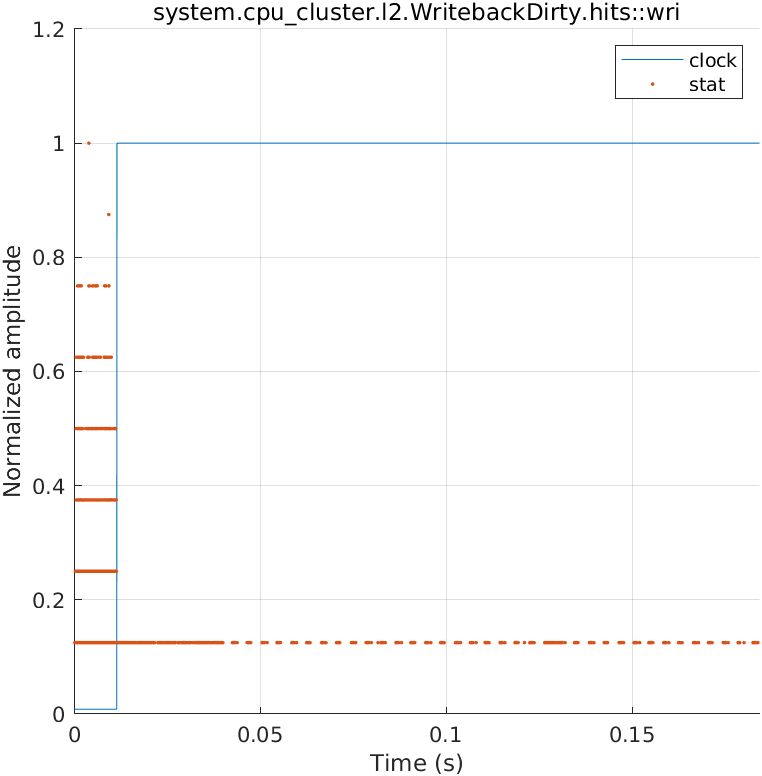 system.cpu_cluster.l2.WritebackDirty.hits::wri
clock
stat
1.2
1
0.8
0.6
0.4
0.2
0
Normalized amplitude
0
0.05
0.1
0.15
Time (s)